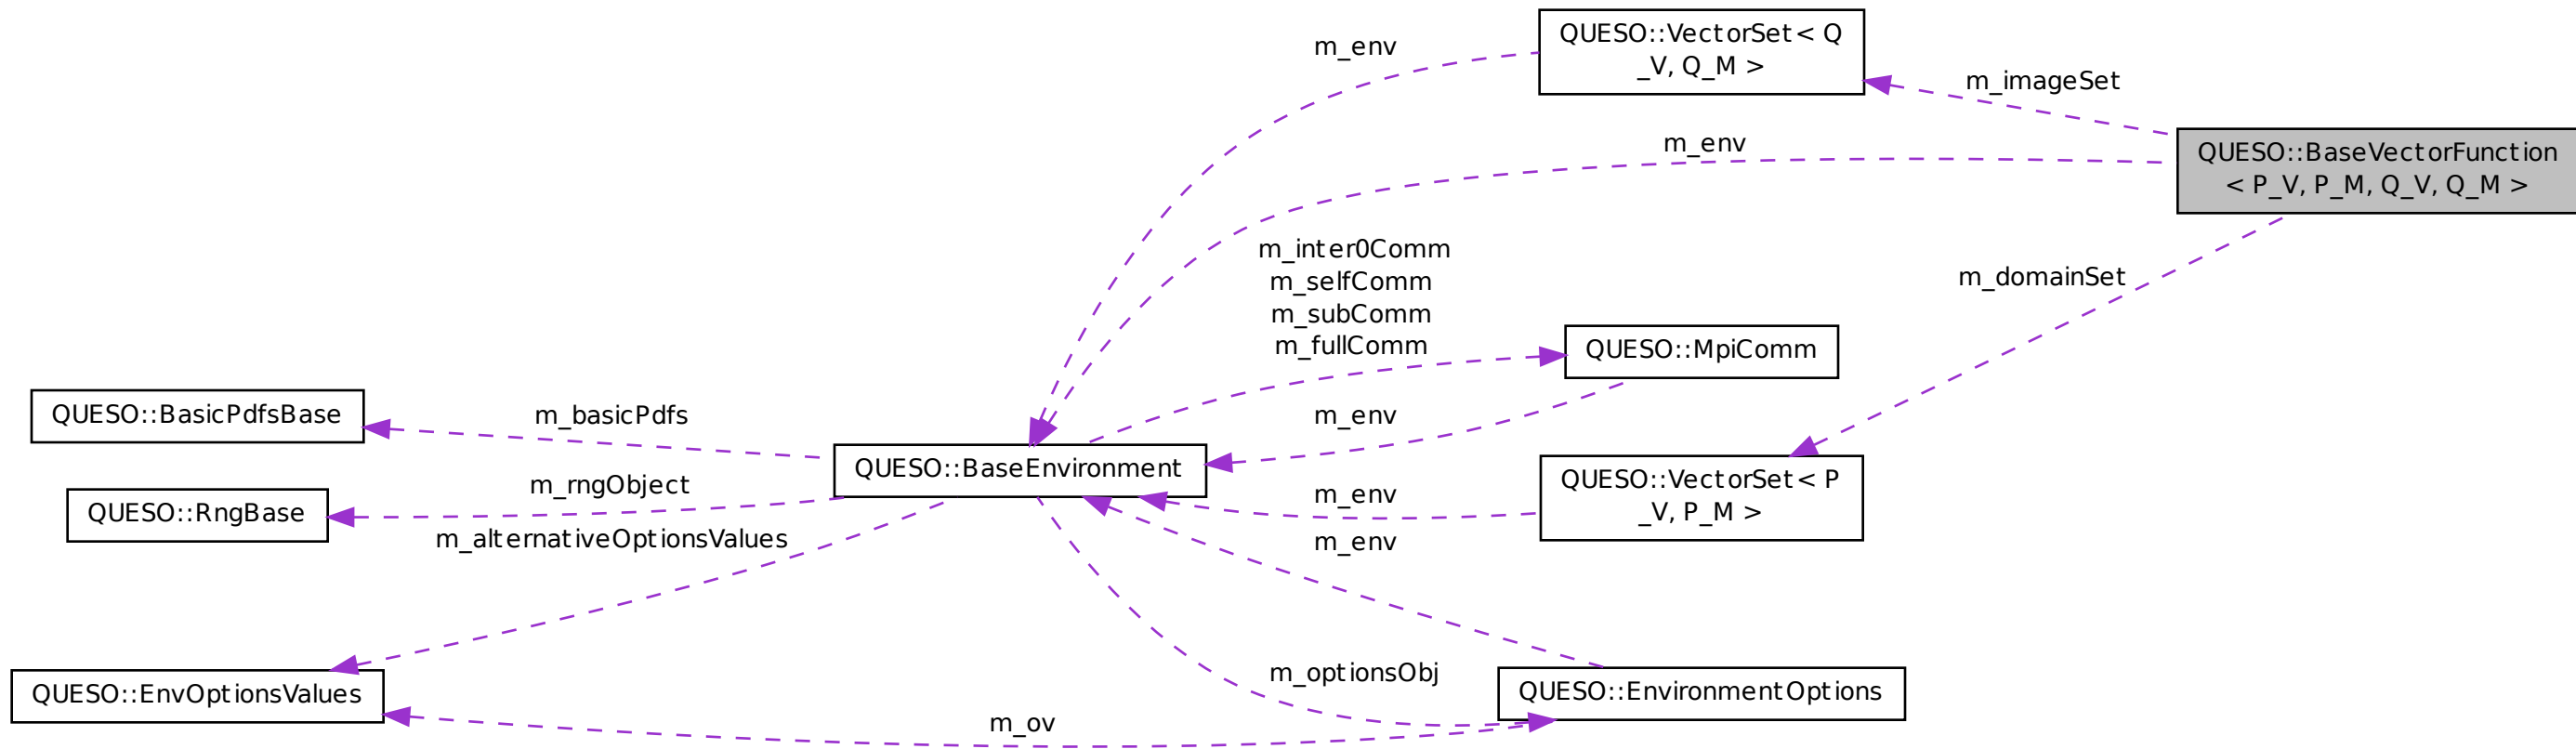 QUESO::VectorSet< Q
_V, Q_M >
m_env
m_imageSet
m_env
QUESO::BaseVectorFunction
< P_V, P_M, Q_V, Q_M >
m_inter0Comm
m_selfComm
m_subComm
m_fullComm
m_domainSet
QUESO::MpiComm
QUESO::BasicPdfsBase
m_basicPdfs
m_env
QUESO::BaseEnvironment
QUESO::VectorSet< P
_V, P_M >
m_rngObject
m_env
QUESO::RngBase
m_alternativeOptionsValues
m_env
m_optionsObj
QUESO::EnvOptionsValues
QUESO::EnvironmentOptions
m_ov